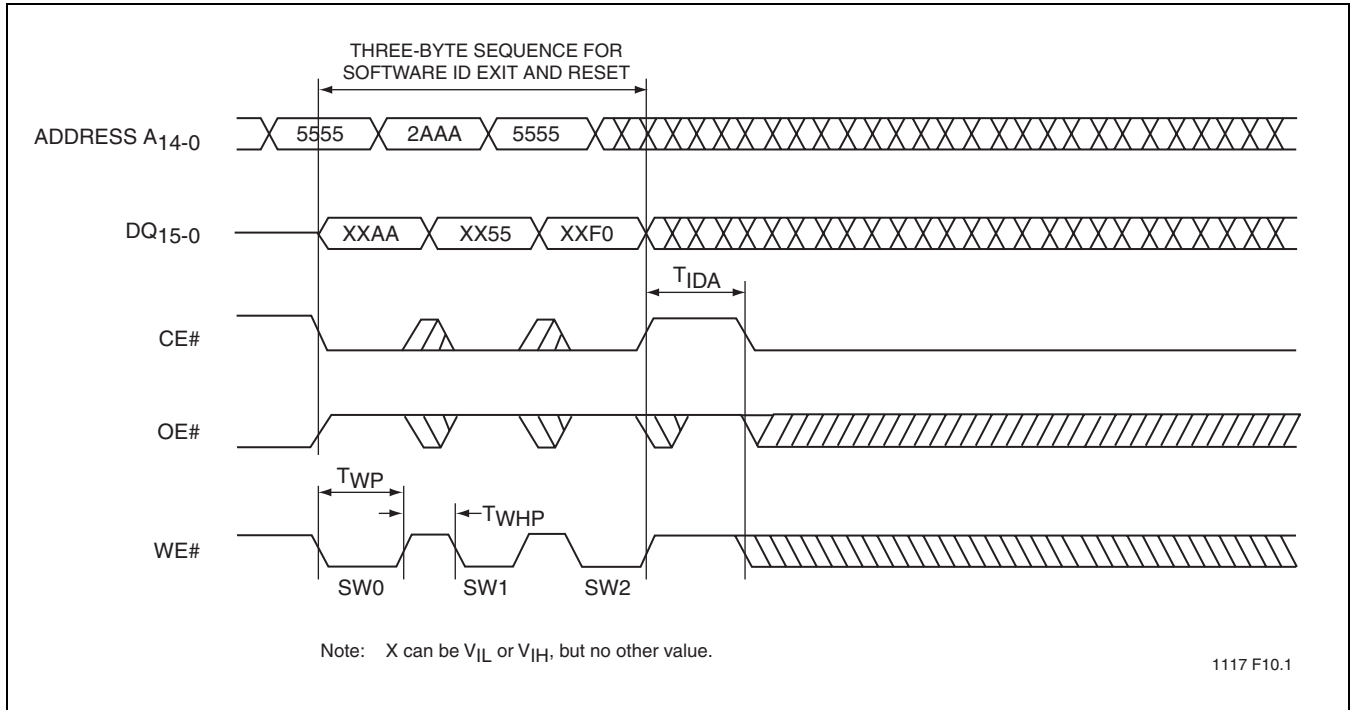 THREE-BYTE SEQUENCE FOR
SOFTWARE ID EXIT AND RESET
ADDRESS A14-0
5555 2AAA 5555
DQ15-0
XXAA XX55 XXF0
TIDA
CE#
OE#
TWP
TWHP
WE#
SW0 SW1 SW2
Note: X can be VIL or VIH, but no other value.
1117 F10.1